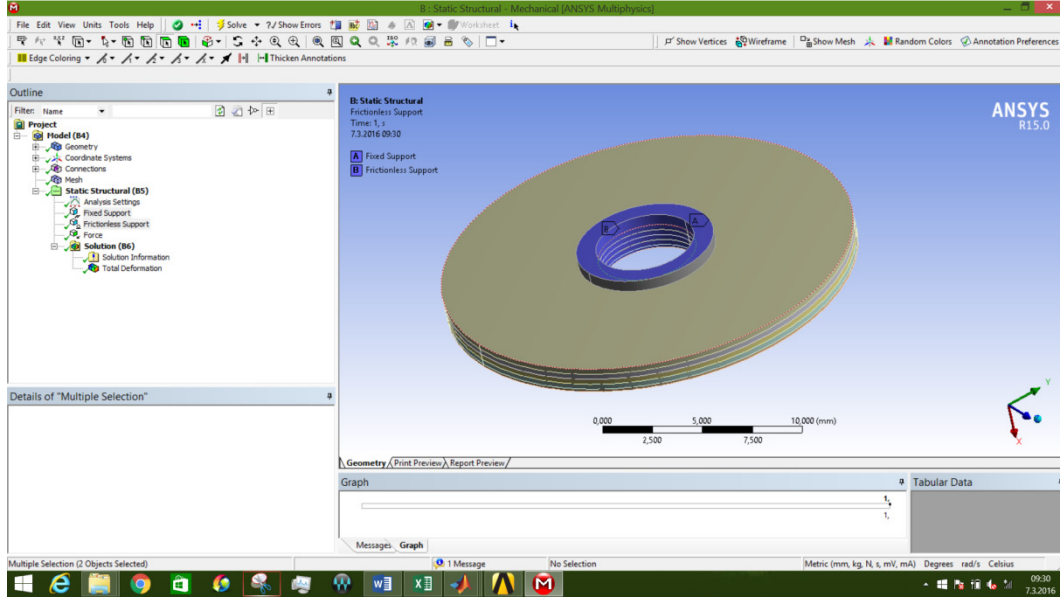 B : Static Structural - Mechanical [ANSYS Multiphysics]
File Edit View Units Tools Help Solve ?/ Show Errors Worksheet
Show Vertices Wireframe Show Mesh Random Colors Annotation Preferences
Edge Coloring Thicken Annotations
Outline
Filter: Name
Project
Model (B4)
Geometry
Coordinate Systems
Connections
Mesh
Static Structural (B5)
Analysis Settings
Fixed Support
Frictionless Support
Force
Solution (B6)
Solution Information
Total Deformation
Details of "Multiple Selection"
B: Static Structural
Frictionless Support
Time: 1, s
7.3.2016 09:30
A Fixed Support
B Frictionless Support
ANSYS
R15.0
B
A
0,000 5,000 10,000 (mm)
2,500 7,500
Y
X
Geometry Print Preview Report Preview
Graph
1,
1,
Messages Graph
Tabular Data
Multiple Selection (2 Objects Selected) 1 Message No Selection Metric (mm, kg, N, s, mV, mA) Degrees rad/s Celsius
09:30
7.3.2016